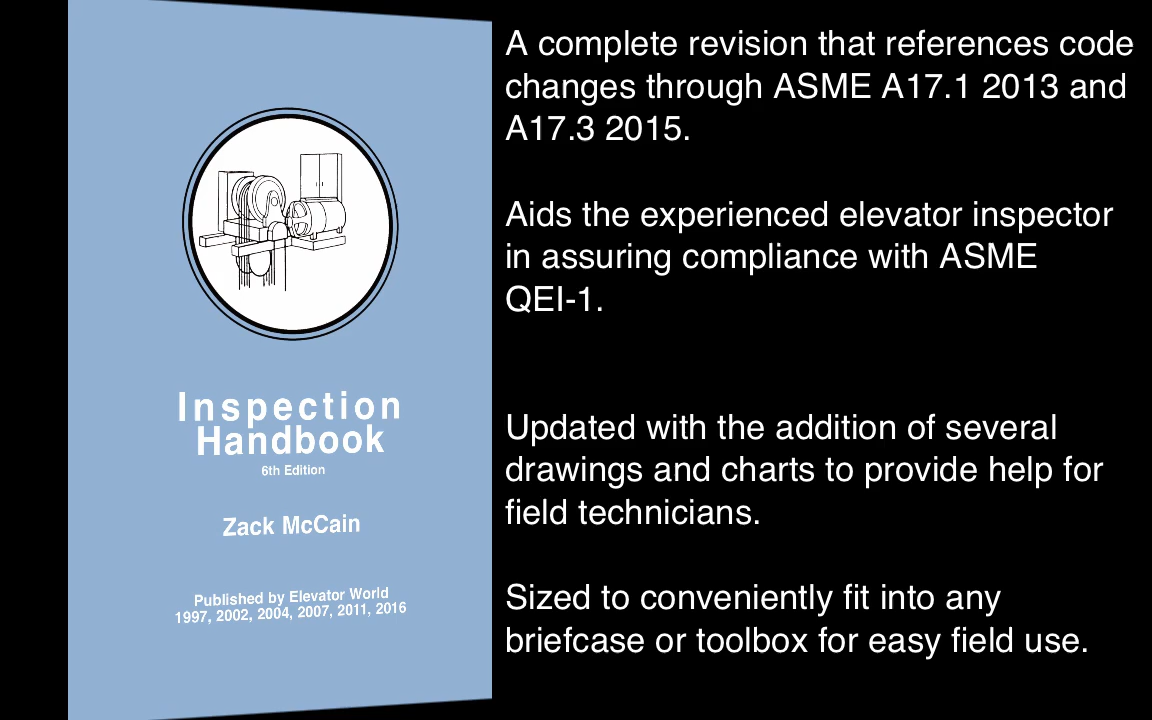 Inspection
Handbook
6th Edition
Zack McCain
Published by Elevator World
1997, 2002, 2004, 2007, 2011, 2016
A complete revision that references code
changes through ASME A17.1 2013 and
A17.3 2015.
Aids the experienced elevator inspector
in assuring compliance with ASME
QEI-1.
Updated with the addition of several
drawings and charts to provide help for
field technicians.
Sized to conveniently fit into any
briefcase or toolbox for easy field use.